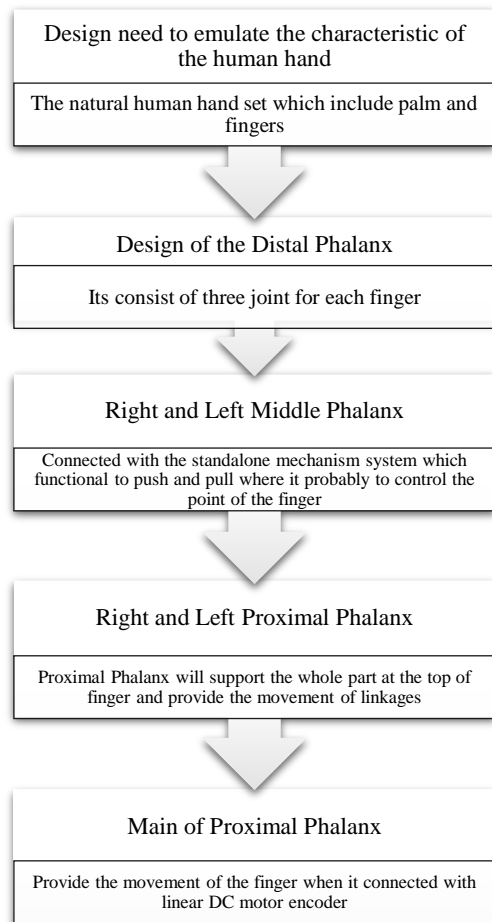 Design need to emulate the characteristic of
the human hand
The natural human hand set which include palm and
fingers
Design of the Distal Phalanx
Its consist of three joint for each finger
Right and Left Middle Phalanx
Connected with the standalone mechanism system which
functional to push and pull where it probably to control the
point of the finger
Right and Left Proximal Phalanx
Proximal Phalanx will support the whole part at the top of
finger and provide the movement of linkages
Main of Proximal Phalanx
Provide the movement of the finger when it connected with
linear DC motor encoder